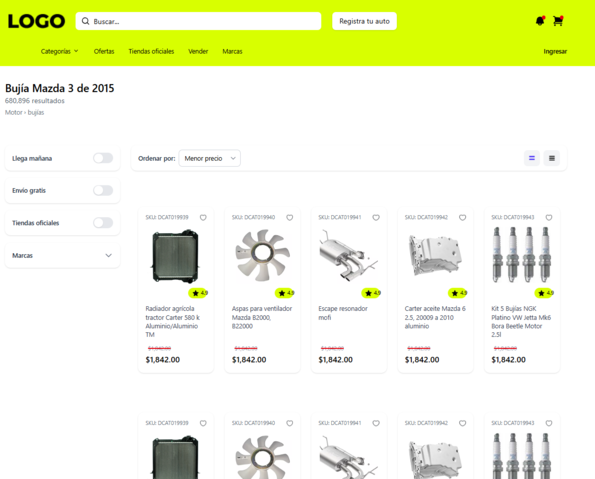 LOGO
Buscar...
Registra tu auto
Categorías
Ofertas
Tiendas oficiales
Vender
Marcas
Ingresar
Bujía Mazda 3 de 2015
680,896 resultados
Motor › bujías
Llega mañana
Envío gratis
Tiendas oficiales
Marcas
Ordenar por:
Menor precio
SKU: DCAT019939
4.9
Radiador agrícola
tractor Carter 580 k
Aluminio/Aluminio
TM
$1,842.00
$1,842.00
SKU: DCAT019940
4.9
Aspas para ventilador
Mazda B2000,
B22000
$1,842.00
$1,842.00
SKU: DCAT019941
4.9
Escape resonador
mofi
$1,842.00
$1,842.00
SKU: DCAT019942
4.9
Carter aceite Mazda 6
2.5, 20009 a 2010
aluminio
$1,842.00
$1,842.00
SKU: DCAT019943
4.9
Kit 5 Bujías NGK
Platino VW Jetta Mk6
Bora Beetle Motor
2.5l
$1,842.00
$1,842.00
SKU: DCAT019939
SKU: DCAT019940
SKU: DCAT019941
SKU: DCAT019942
SKU: DCAT019943